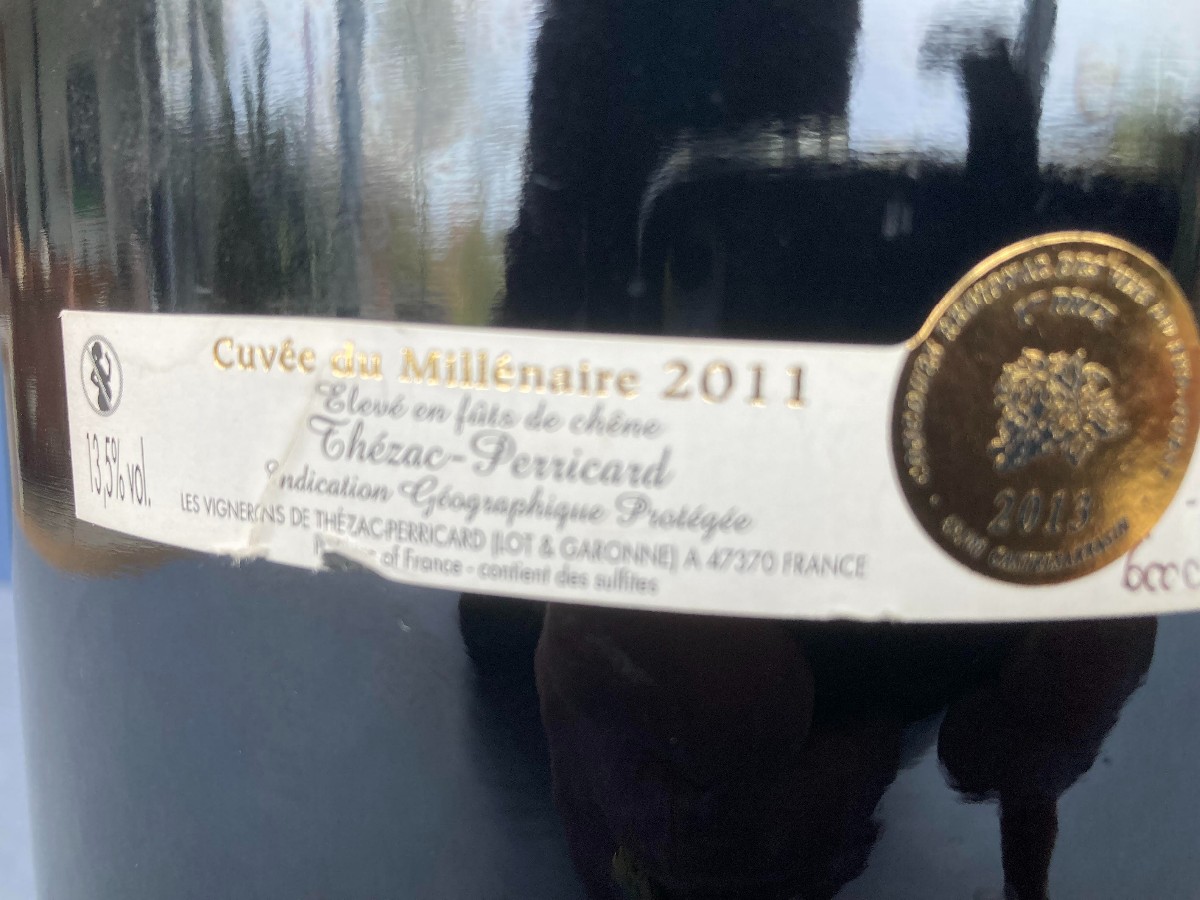 Cuvée du Millénaire 2011
Elevé en fûts de chêne
Thézac-Perricard
Indication Géographique Protégée
LES VIGNERONS DE THÉZAC-PERRICARD (LOT & GARONNE) A 47370 FRANCE
of France - contient des sulfites
13,5% vol.
2013